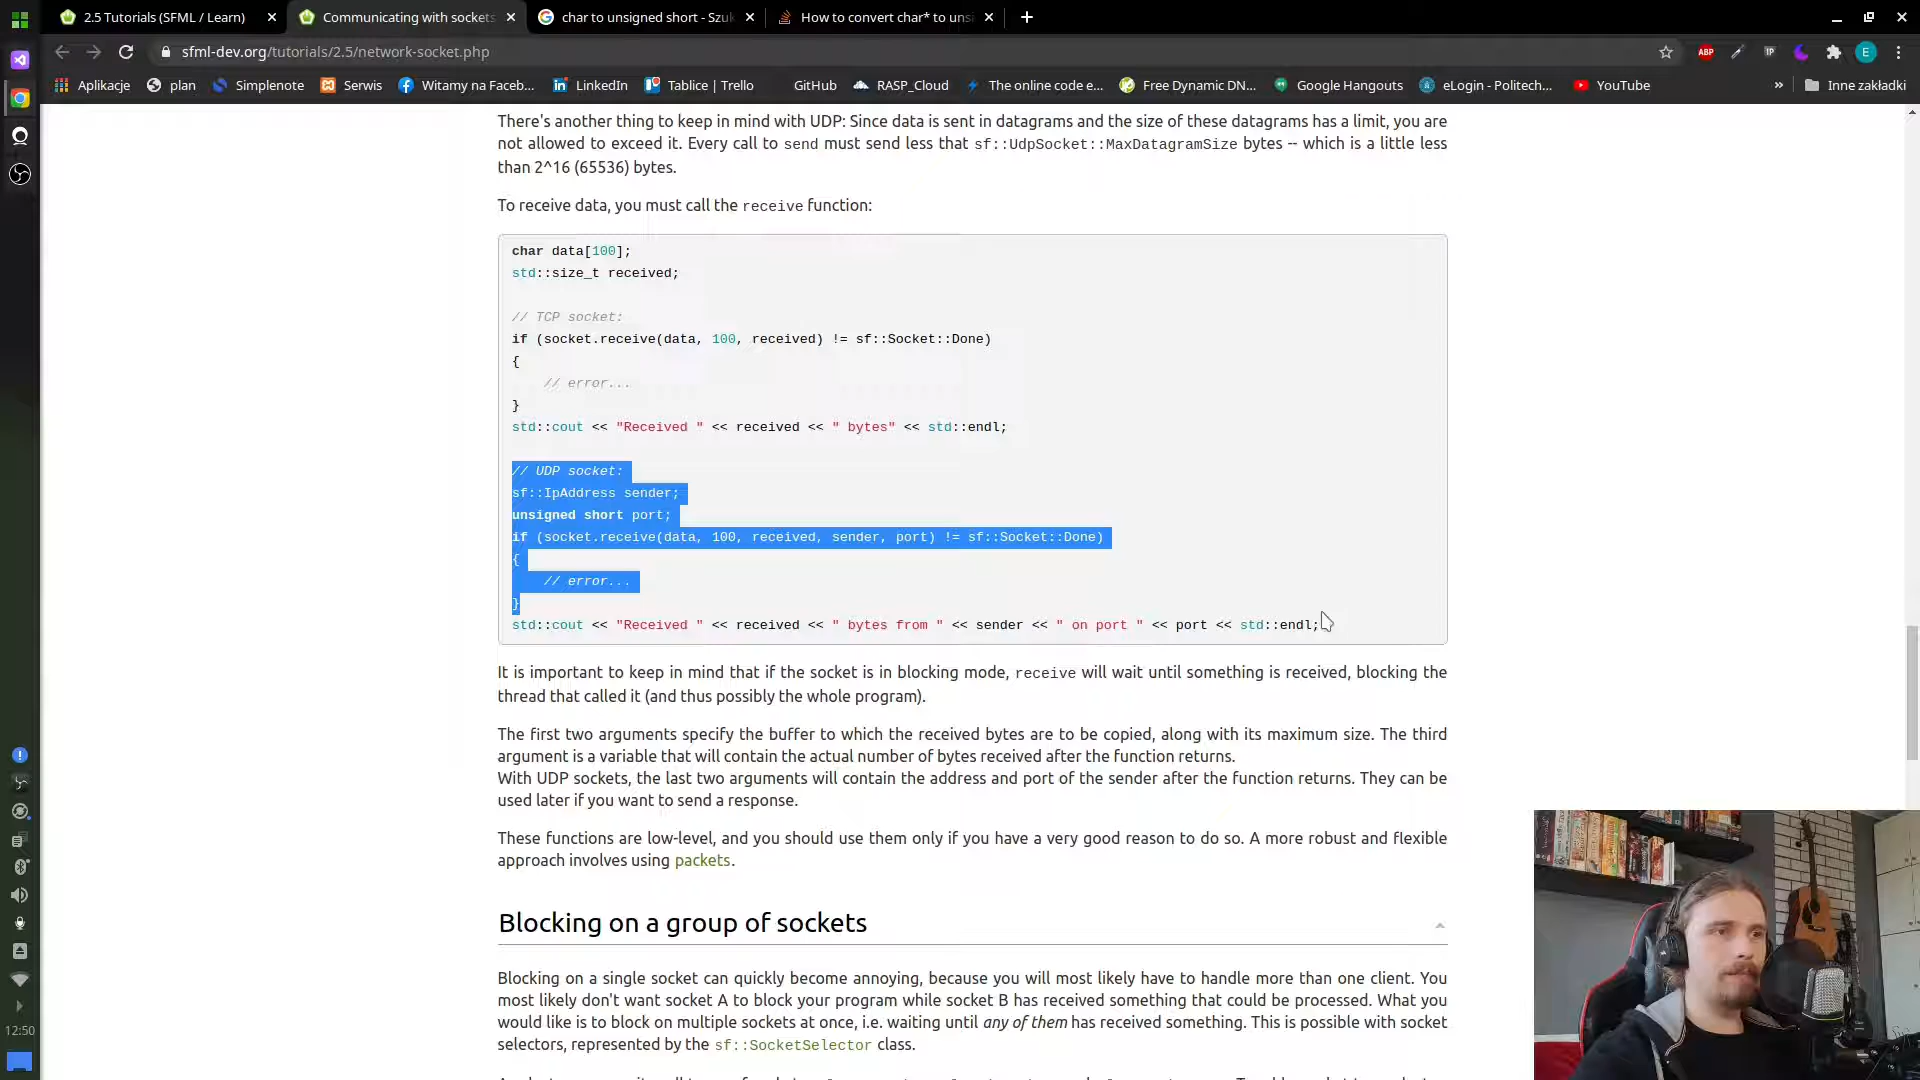 2.5 Tutorials (SFML / Learn)
Communicating with sockets
char to unsigned short - Szuk
How to convert char* to uns
sfml-dev.org/tutorials/2.5/network-socket.php
ABP
IP
E
Aplikacje
plan
Simplenote
Serwis
Witamy na Faceb...
LinkedIn
Tablice | Trello
GitHub
RASP_Cloud
The online code e...
Free Dynamic DN...
Google Hangouts
eLogin - Politech...
YouTube
»
Inne zakładki
There's another thing to keep in mind with UDP: Since data is sent in datagrams and the size of these datagrams has a limit, you are
not allowed to exceed it. Every call to send must send less that sf::UdpSocket::MaxDatagramSize bytes -- which is a little less
than 2^16 (65536) bytes.
To receive data, you must call the receive function:
char data[100];
std::size_t received;
// TCP socket:
if (socket.receive(data, 100, received) != sf::Socket::Done)
{
// error...
}
std::cout << "Received " << received << " bytes" << std::endl;
// UDP socket:
sf::IpAddress sender;
unsigned short port;
if (socket.receive(data, 100, received, sender, port) != sf::Socket::Done)
{
// error...
}
std::cout << "Received " << received << " bytes from " << sender << " on port " << port << std::endl;
It is important to keep in mind that if the socket is in blocking mode, receive will wait until something is received, blocking the
thread that called it (and thus possibly the whole program).
The first two arguments specify the buffer to which the received bytes are to be copied, along with its maximum size. The third
argument is a variable that will contain the actual number of bytes received after the function returns.
With UDP sockets, the last two arguments will contain the address and port of the sender after the function returns. They can be
used later if you want to send a response.
These functions are low-level, and you should use them only if you have a very good reason to do so. A more robust and flexible
approach involves using packets.
Blocking on a group of sockets
Blocking on a single socket can quickly become annoying, because you will most likely have to handle more than one client. You
most likely don't want socket A to block your program while socket B has received something that could be processed. What you
would like is to block on multiple sockets at once, i.e. waiting until any of them has received something. This is possible with socket
selectors, represented by the sf::SocketSelector class.
12:50